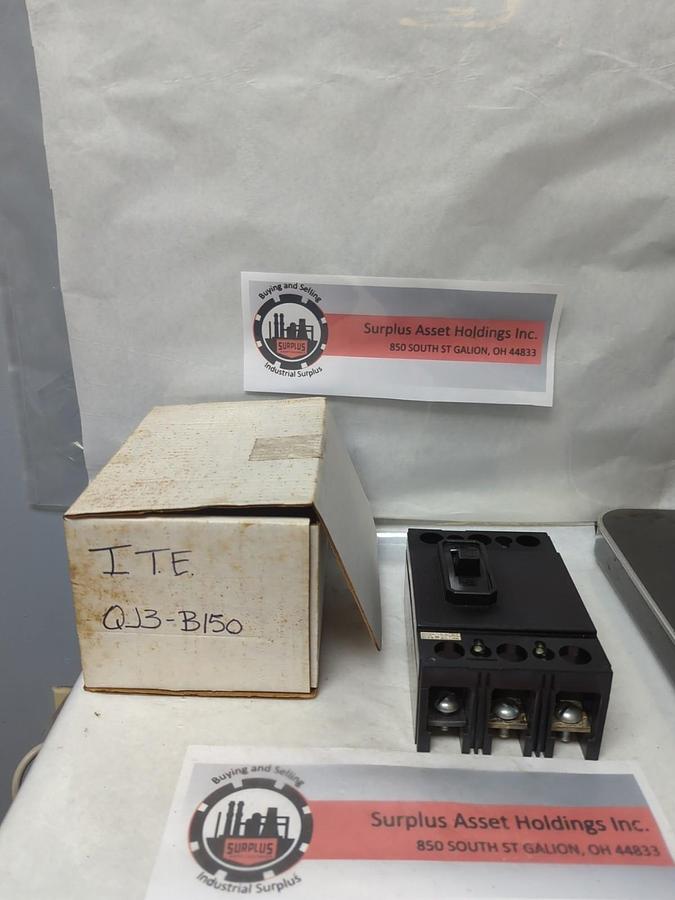 Buying and Selling
SURPLUS
Industrial Surplus
Surplus Asset Holdings Inc.
850 SOUTH ST GALION, OH 44833
I.T.E.
QJ3-B150
Buying and Selling
SURPLUS
Industrial Surplus
Surplus Asset Holdings Inc.
850 SOUTH ST GALION, OH 44833